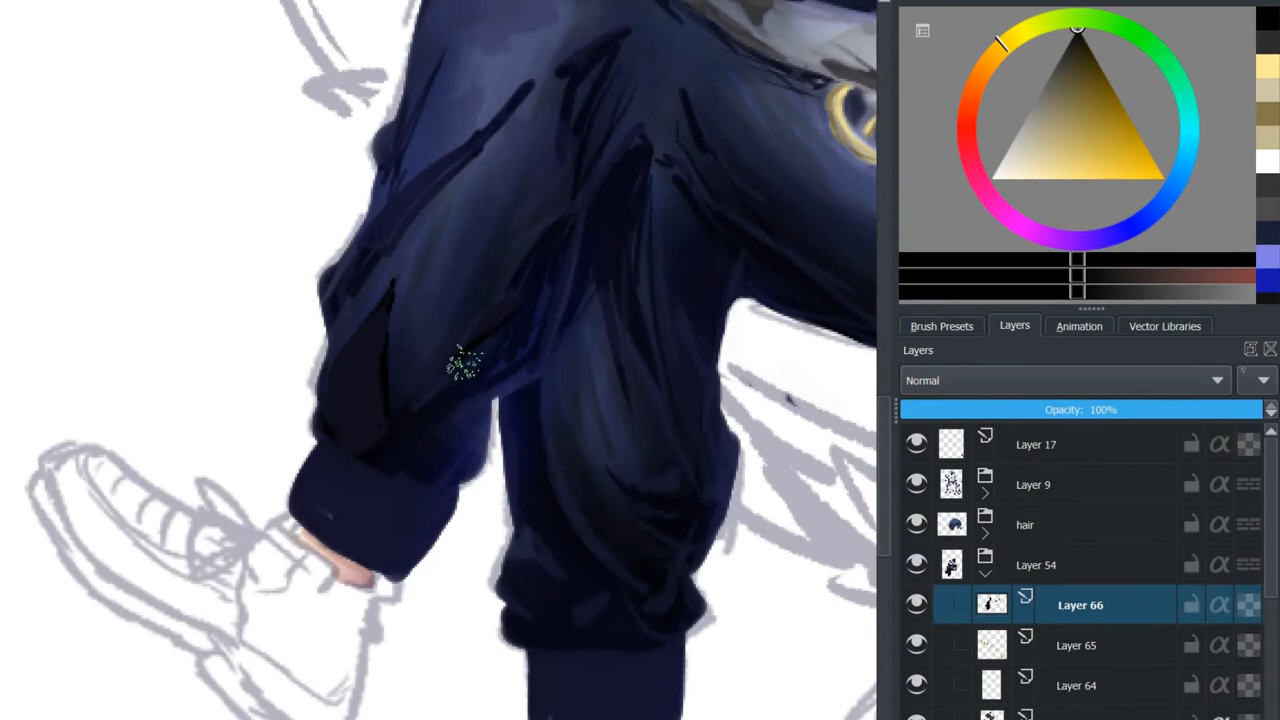 Brush Presets Layers Animation Vector Libraries
Layers
Normal
Opacity: 100%
Layer 17
Layer 9
hair
Layer 54
Layer 66
Layer 65
Layer 64